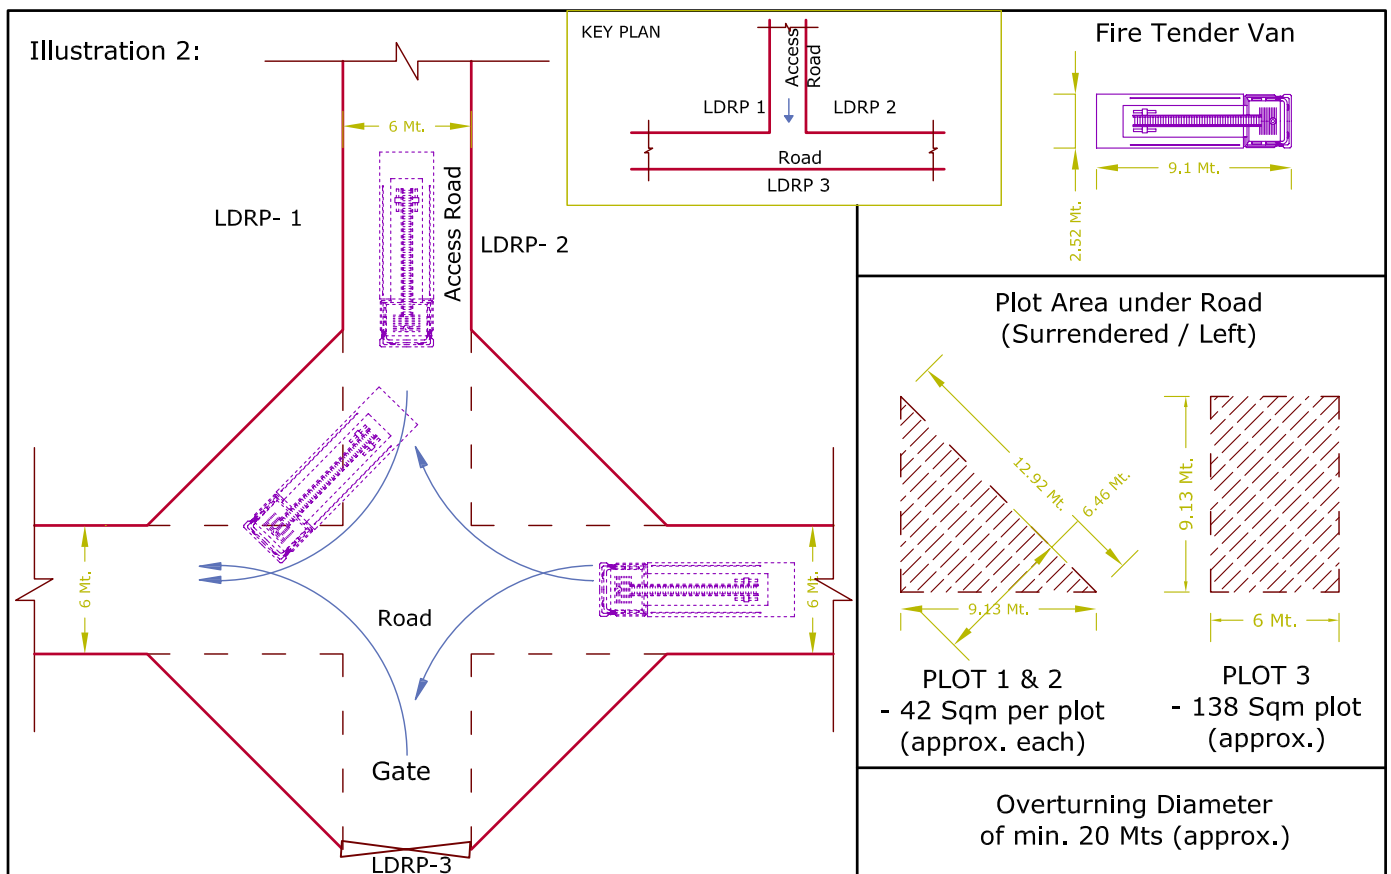 Illustration 2:
6 Mt.
LDRP- 1
Access Road
LDRP- 2
6 Mt.
Road
6 Mt.
Gate
LDRP-3
KEY PLAN
Access
Road
LDRP 1
LDRP 2
Road
LDRP 3
Fire Tender Van
9.1 Mt.
2.52 Mt.
Plot Area under Road
(Surrendered / Left)
12.92 Mt.
6.46 Mt.
9.13 Mt.
9.13 Mt.
6 Mt.
PLOT 1 & 2
- 42 Sqm per plot
(approx. each)
PLOT 3
- 138 Sqm plot
(approx.)
Overturning Diameter
of min. 20 Mts (approx.)